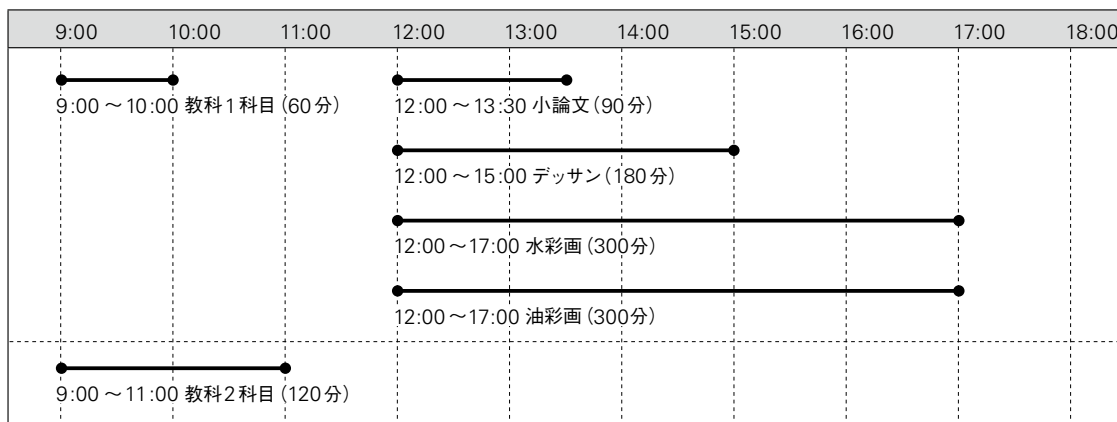 9:00 10:00 11:00 12:00 13:00 14:00 15:00 16:00 17:00 18:00
9:00～10:00 教科1科目（60分） 12:00～13:30 小論文（90分）
12:00～15:00 デッサン（180分）
12:00～17:00 水彩画（300分）
12:00～17:00 油彩画（300分）
9:00～11:00 教科2科目（120分）